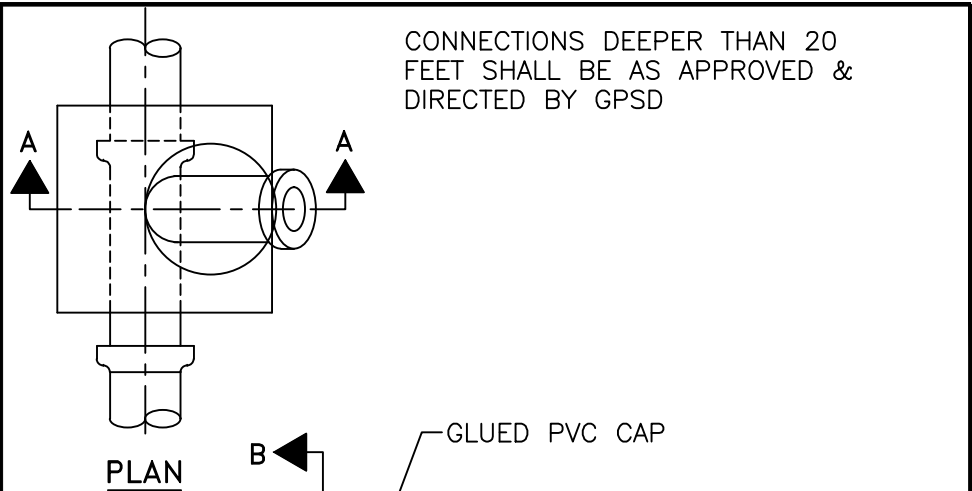 CONNECTIONS DEEPER THAN 20
FEET SHALL BE AS APPROVED &
DIRECTED BY GPSD
A
A
PLAN
B
GLUED PVC CAP